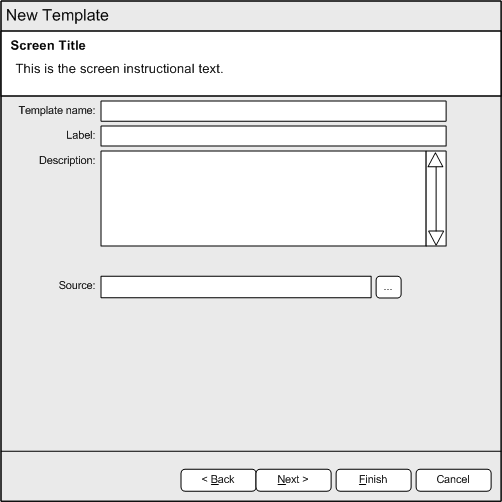 New Template
Screen Title
This is the screen instructional text.
Template name:
Label:
Description:
Source:
...
< Back
Next >
Finish
Cancel